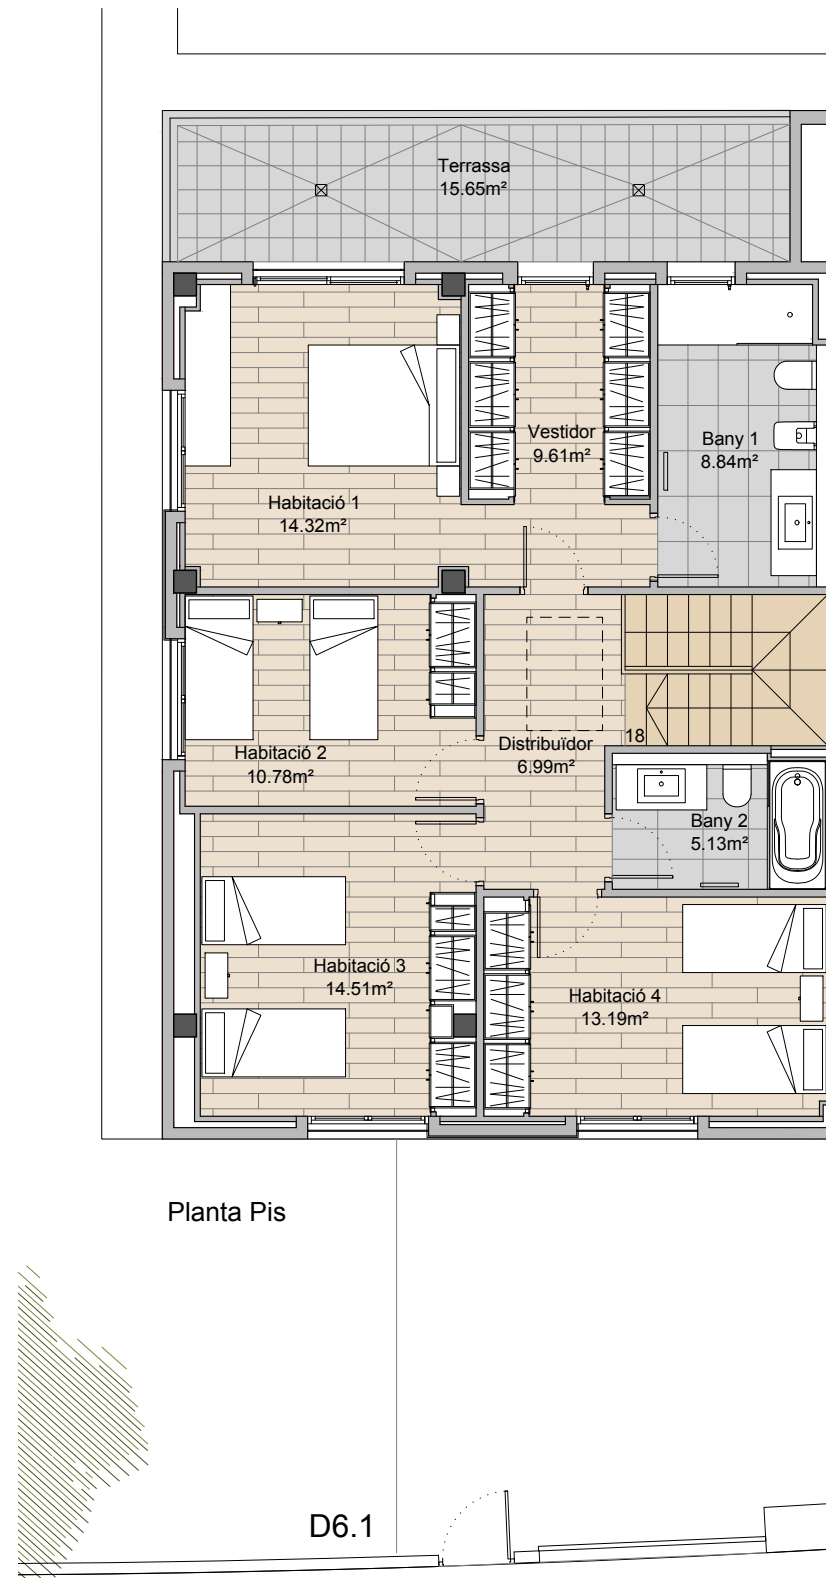 Terrassa
15.65m²
Vestidor
9.61m²
Bany 1
8.84m²
Habitació 1
14.32m²
Habitació 2
10.78m²
Distribuïdor
6.99m²
18
Bany 2
5.13m²
Habitació 3
14.51m²
Habitació 4
13.19m²
Planta Pis
D6.1